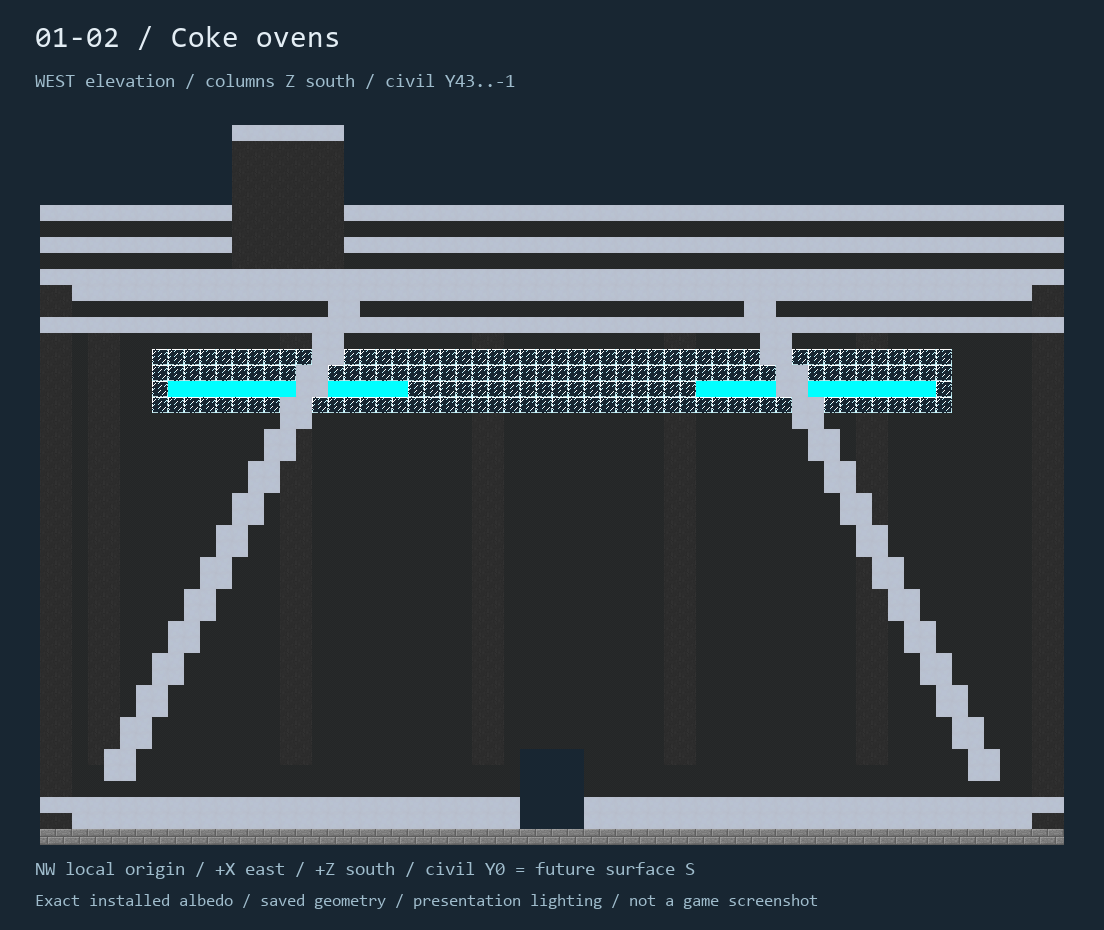 01-02 / Coke ovens
WEST elevation / columns Z south / civil Y43..-1
NW local origin / +X east / +Z south / civil Y0 = future surface S
Exact installed albedo / saved geometry / presentation lighting / not a game screenshot